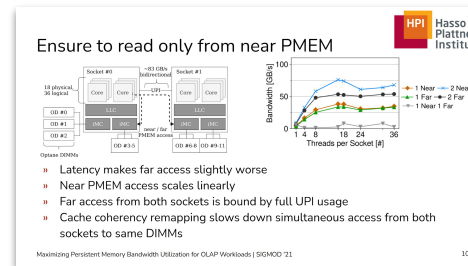 HPI Hasso
Plattner
Institu
Ensure to read only from near PMEM
~83 GB/s
bidirectional
Socket #0
Socket #1
18 physical,
36 logical
Core
Core
UPI
Core
Core
LLC
LLC
OD #0
OD #1
OD #2
iMC
iMC
iMC
iMC
near / far
PMEM access
Optane DIMMs
OD #3-5
OD #6-8
OD #9-11
Bandwidth [GB/s]
100
50
0
1 4 8 18 24 36
Threads per Socket [#]
1 Near
2 Near
1 Far
2 Far
1 Near 1 Far
» Latency makes far access slightly worse
» Near PMEM access scales linearly
» Far access from both sockets is bound by full UPI usage
» Cache coherency remapping slows down simultaneous access from both
sockets to same DIMMs
Maximizing Persistent Memory Bandwidth Utilization for OLAP Workloads | SIGMOD '21
10